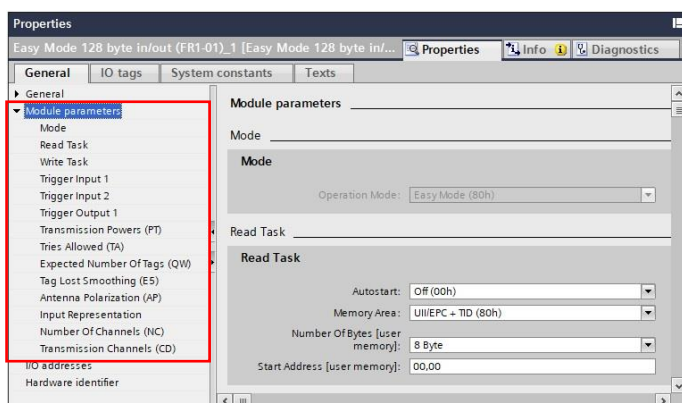 Properties
Easy Mode 128 byte in/out (FR1-01)_1 [Easy Mode 128 byte in/... Properties Info Diagnostics
General IO tags System constants Texts
General
Module parameters
Mode
Read Task
Write Task
Trigger Input 1
Trigger Input 2
Trigger Output 1
Transmission Powers (PT)
Tries Allowed (TA)
Expected Number Of Tags (QW)
Tag Lost Smoothing (E5)
Antenna Polarization (AP)
Input Representation
Number Of Channels (NC)
Transmission Channels (CD)
I/O addresses
Hardware identifier
Module parameters
Mode
Mode
Operation Mode: Easy Mode (80h)
Read Task
Read Task
Autostart: Off (00h)
Memory Area: UII/EPC + TID (80h)
Number Of Bytes [user
memory]: 8 Byte
Start Address [user memory]: 00,00